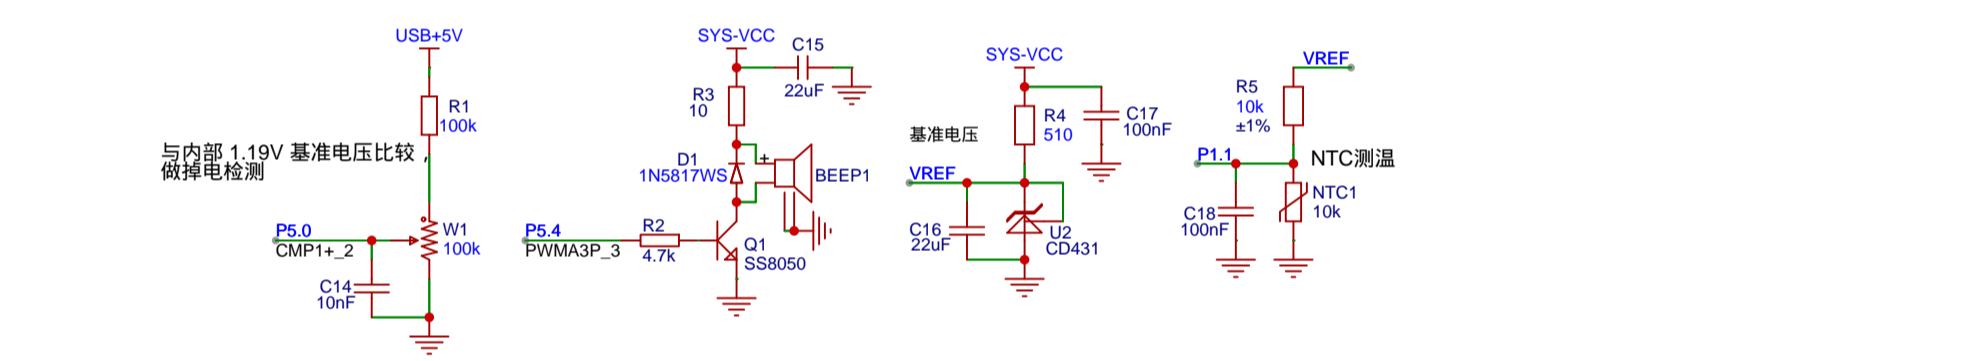 USB+5V
R1
100k
与内部 1.19V 基准电压比较 ,
做掉电检测
P5.0
CMP1+_2
W1
100k
C14
10nF
SYS-VCC
C15
22uF
R3
10
D1
1N5817WS
+
BEEP1
P5.4
PWMA3P_3
R2
4.7k
Q1
SS8050
SYS-VCC
R4
510
C17
100nF
基准电压
VREF
C16
22uF
U2
CD431
VREF
R5
10k
±1%
P1.1
NTC测温
C18
100nF
NTC1
10k